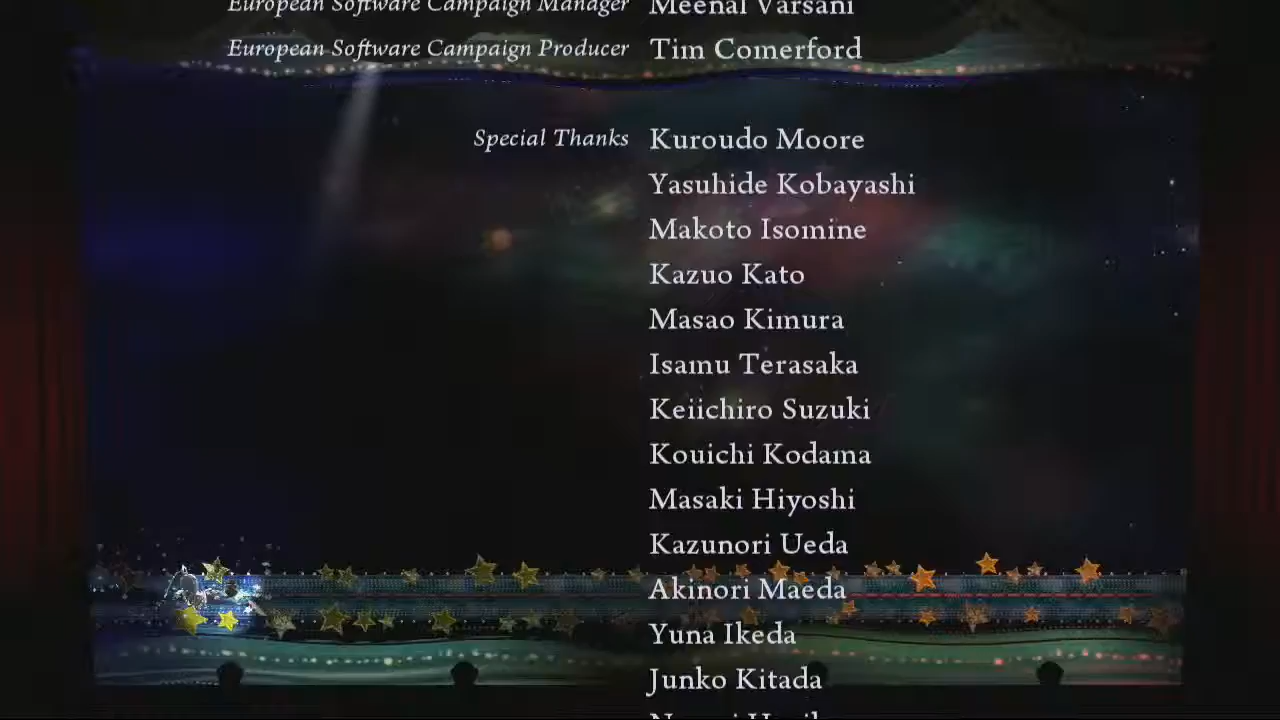 European Software Campaign Manager Meenal Varsani
European Software Campaign Producer Tim Comerford
Special Thanks Kuroudo Moore
Yasuhide Kobayashi
Makoto Isomine
Kazuo Kato
Masao Kimura
Isamu Terasaka
Keiichiro Suzuki
Kouichi Kodama
Masaki Hiyoshi
Kazunori Ueda
Akinori Maeda
Yuna Ikeda
Junko Kitada